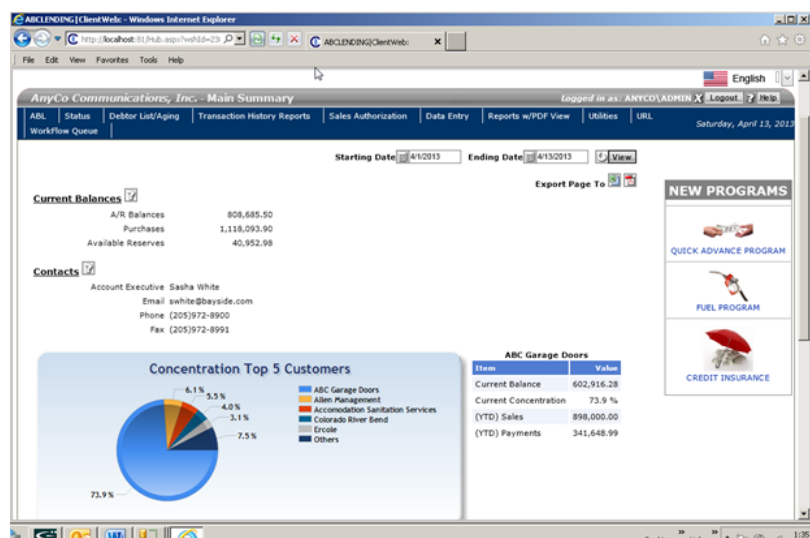 ABCLENDING|ClientWeb: - Windows Internet Explorer
ABCLENDING|ClientWeb:
File Edit View Favorites Tools Help
English
AnyCo Communications, Inc. - Main Summary
Logged in as: ANYCO\ADMIN X Logout ? Help
ABL Status Debtor List/Aging Transaction History Reports Sales Authorization Data Entry Reports w/PDF View Utilities URL
WorkFlow Queue
Saturday, April 13, 2013
Starting Date 4/1/2013 Ending Date 4/13/2013 View
Export Page To
Current Balances
A/R Balances 808,685.50
Purchases 1,118,093.90
Available Reserves 40,952.98
Contacts
Account Executive Sasha White
Email swhite@bayside.com
Phone (205)972-8900
Fax (205)972-8991
NEW PROGRAMS
QUICK ADVANCE PROGRAM
FUEL PROGRAM
CREDIT INSURANCE
Concentration Top 5 Customers
6.1 %
5.5 %
4.0 %
3.1 %
7.5 %
73.9 %
ABC Garage Doors
Allen Management
Accomodation Sanitation Services
Colorado River Bend
Ercole
Others
ABC Garage Doors
Item Value
Current Balance 602,916.28
Current Concentration 73.9 %
(YTD) Sales 898,000.00
(YTD) Payments 341,648.99